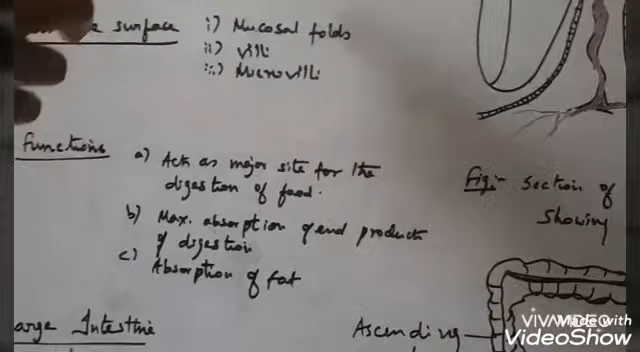 surface i) Mucosal folds
ii) Villi
iii) Microvilli
Functions a) Acts as major site for the
digestion of food.
b) Max. absorption of end products
of digestion
c) Absorption of fat
Fig:- Section of
Showing
arge Intestine
Ascending
VIVAVIDEO
Made with
VideoShow